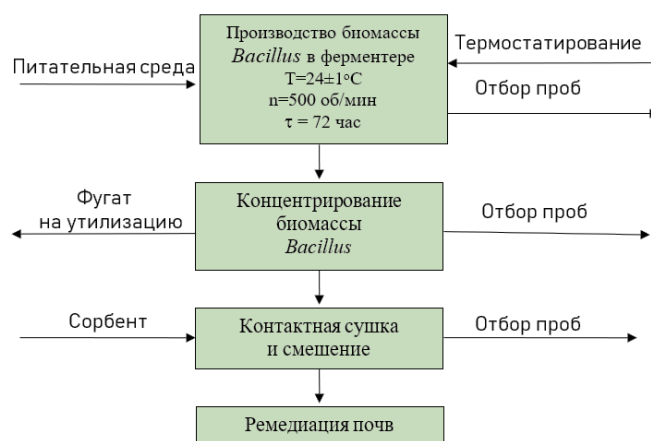 Производство биомассы
Bacillus в ферментере
T=24±1°C
n=500 об/мин
τ = 72 час
Питательная среда
Термостатирование
Отбор проб
Фугат
на утилизацию
Концентрирование
биомассы
Bacillus
Отбор проб
Сорбент
Контактная сушка
и смешение
Отбор проб
Ремедиация почв